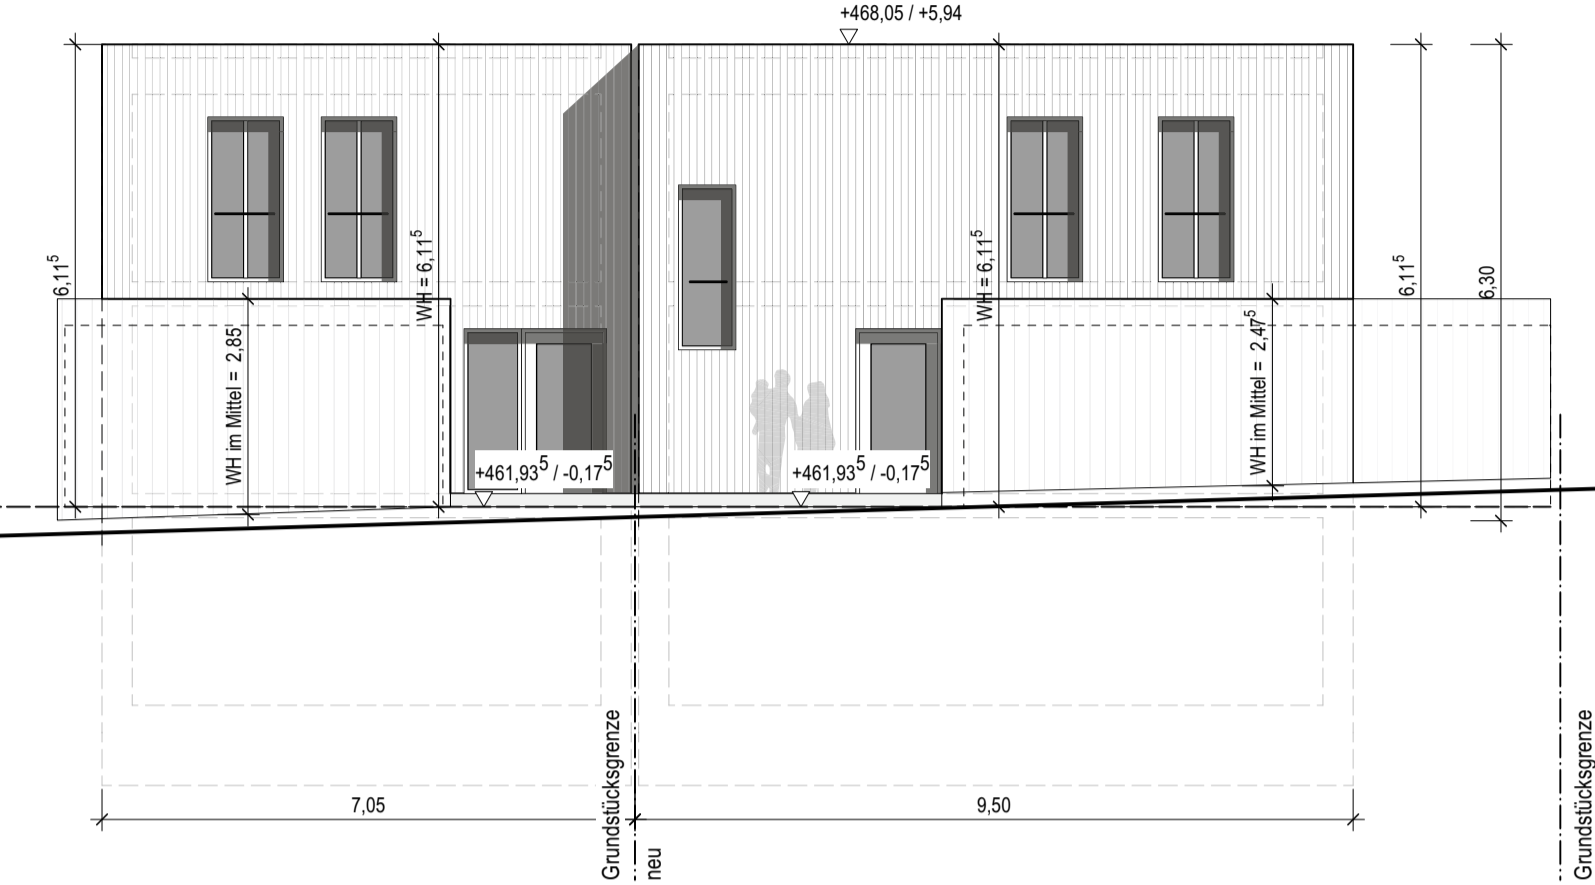 +468,05 / +5,94
6,11⁵
WH = 6,11⁵
WH = 6,11⁵
6,11⁵
6,30
WH im Mittel = 2,85
WH im Mittel = 2,47⁵
+461,93⁵ / -0,17⁵
+461,93⁵ / -0,17⁵
7,05
9,50
Grundstücksgrenze
neu
Grundstücksgrenze